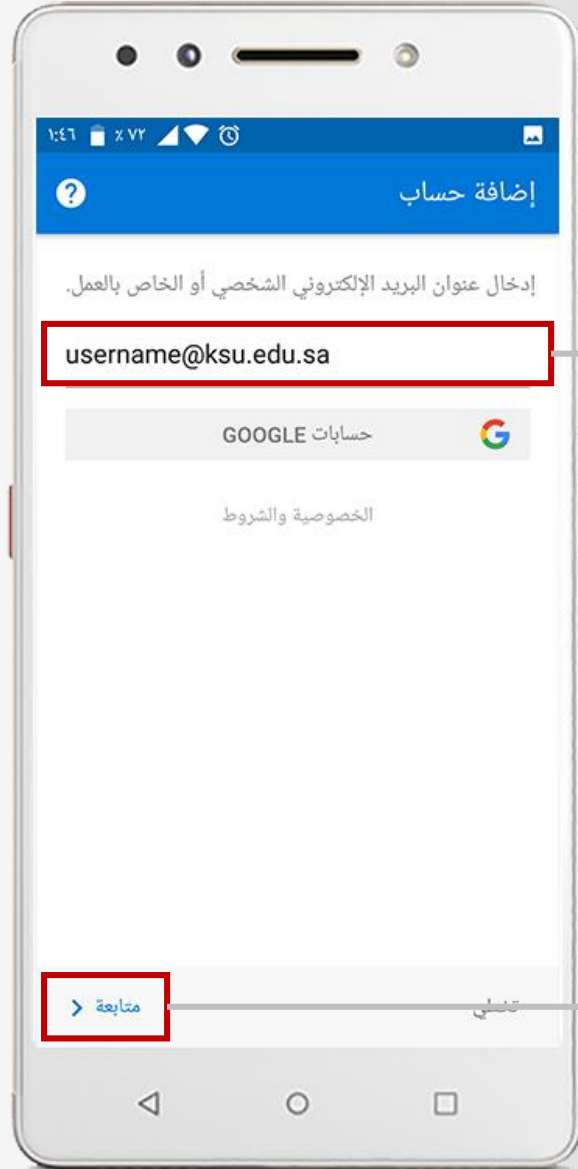 ١:٤٦ ٪ ٧٢
إضافة حساب
إدخال عنوان البريد الإلكتروني الشخصي أو الخاص بالعمل.
username@ksu.edu.sa
حسابات GOOGLE
الخصوصية والشروط
تخطي
متابعة